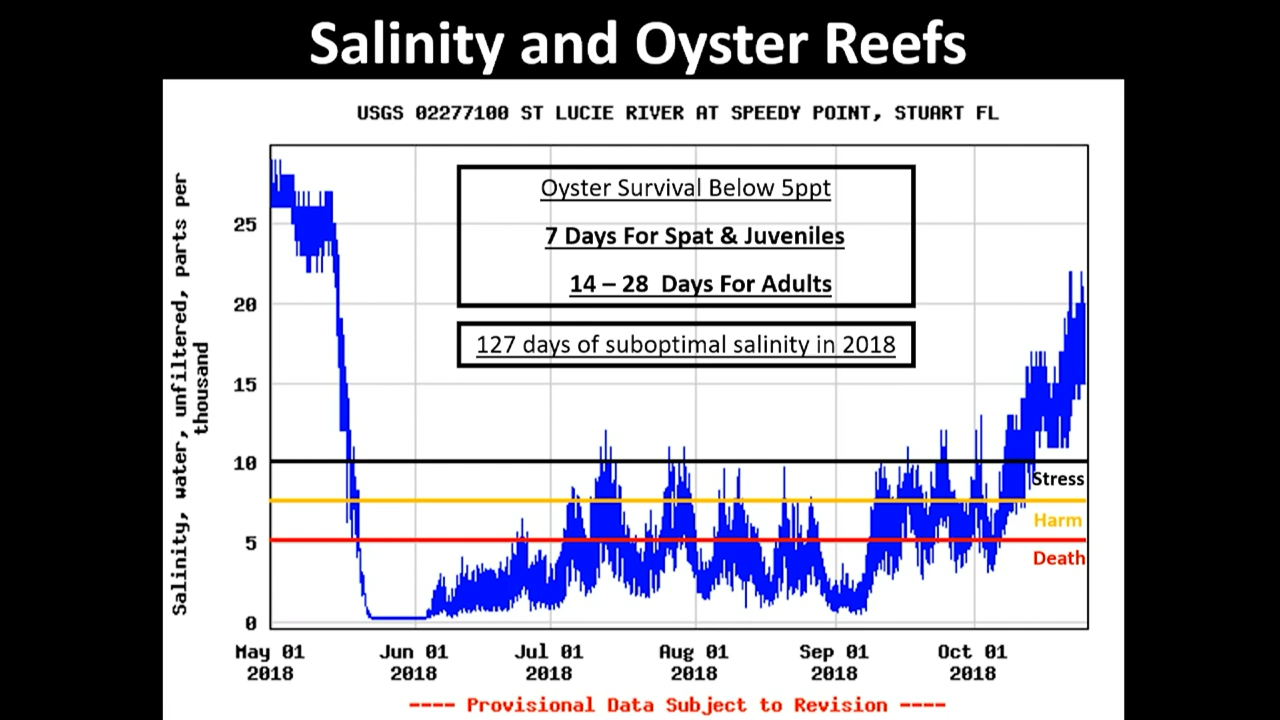 Salinity and Oyster Reefs
USGS 02277100 ST LUCIE RIVER AT SPEEDY POINT, STUART FL
Salinity, water, unfiltered, parts per
thousand
Oyster Survival Below 5ppt
7 Days For Spat & Juveniles
14 – 28 Days For Adults
127 days of suboptimal salinity in 2018
25
20
15
10
5
0
Stress
Harm
Death
May 01 Jun 01 Jul 01 Aug 01 Sep 01 Oct 01
2018 2018 2018 2018 2018 2018
---- Provisional Data Subject to Revision ----